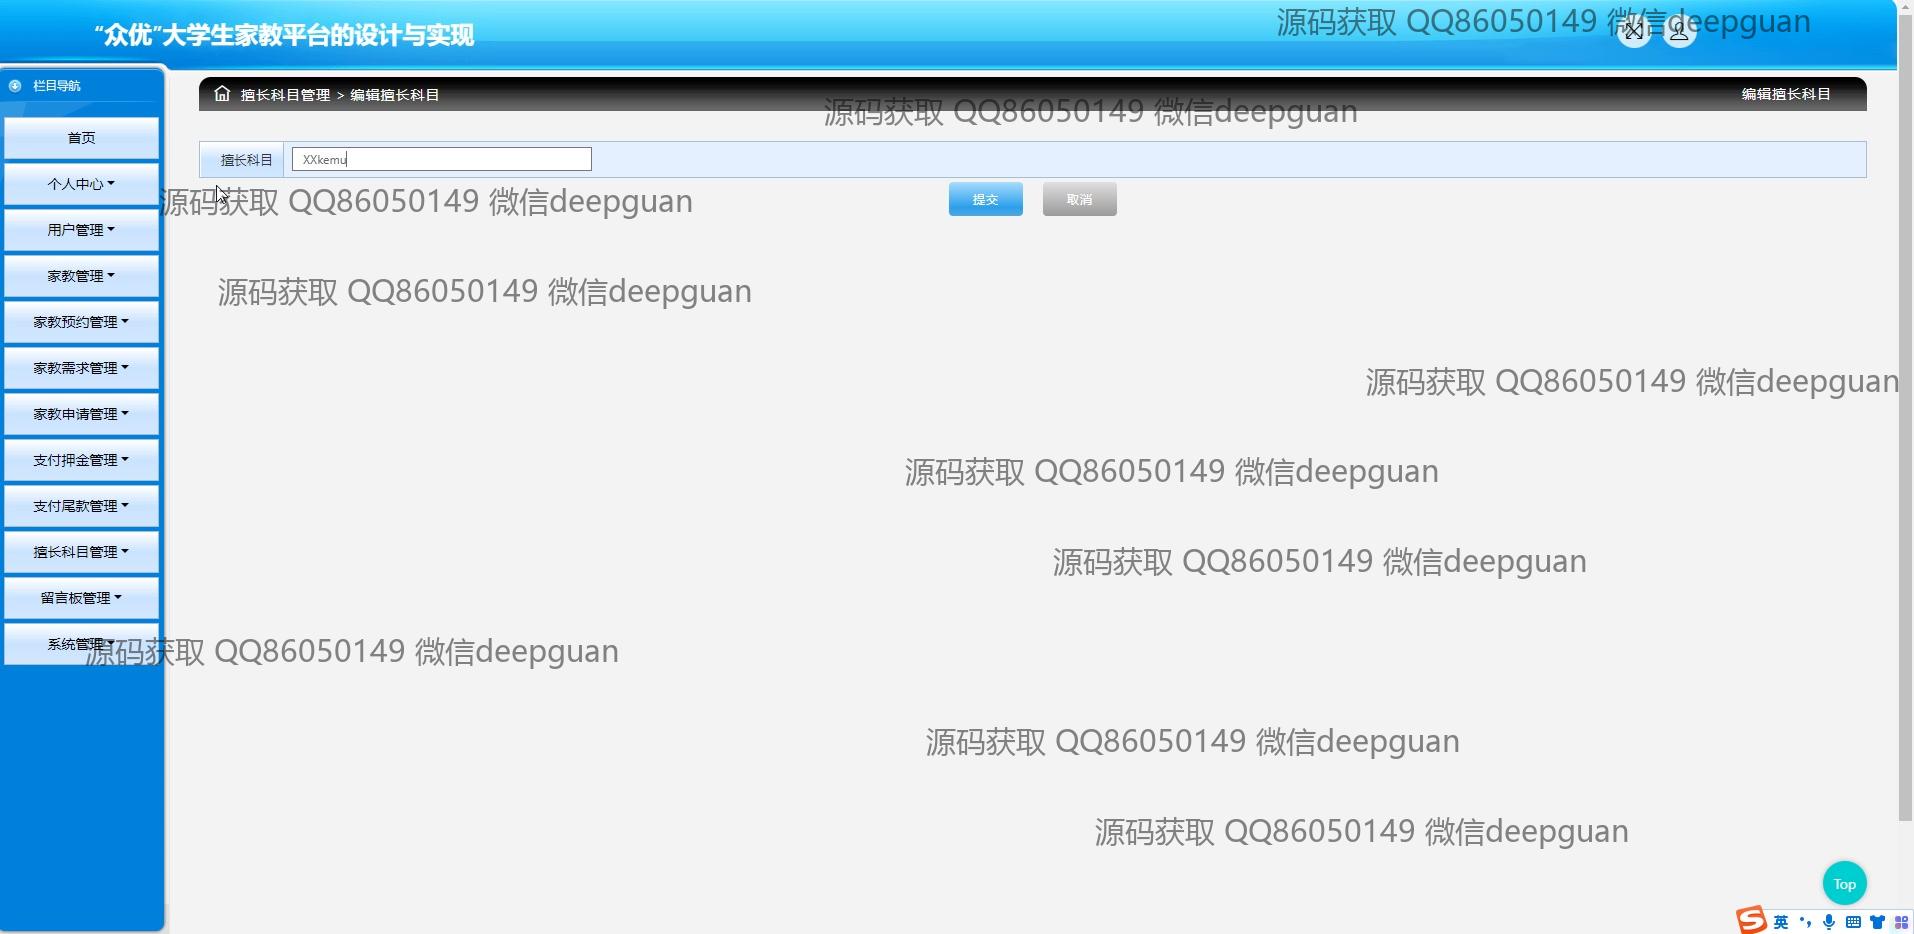 “众优”大学生家教平台的设计与实现
源码获取 QQ86050149 微信deepguan
栏目导航
擅长科目管理 > 编辑擅长科目
编辑擅长科目
源码获取 QQ86050149 微信deepguan
首页
擅长科目
XXkemu
个人中心
源码获取 QQ86050149 微信deepguan
提交
取消
用户管理
家教管理
源码获取 QQ86050149 微信deepguan
家教预约管理
家教需求管理
源码获取 QQ86050149 微信deepguan
家教申请管理
支付押金管理
源码获取 QQ86050149 微信deepguan
支付尾款管理
擅长科目管理
源码获取 QQ86050149 微信deepguan
留言板管理
系统管理
源码获取 QQ86050149 微信deepguan
源码获取 QQ86050149 微信deepguan
源码获取 QQ86050149 微信deepguan
Top
S英